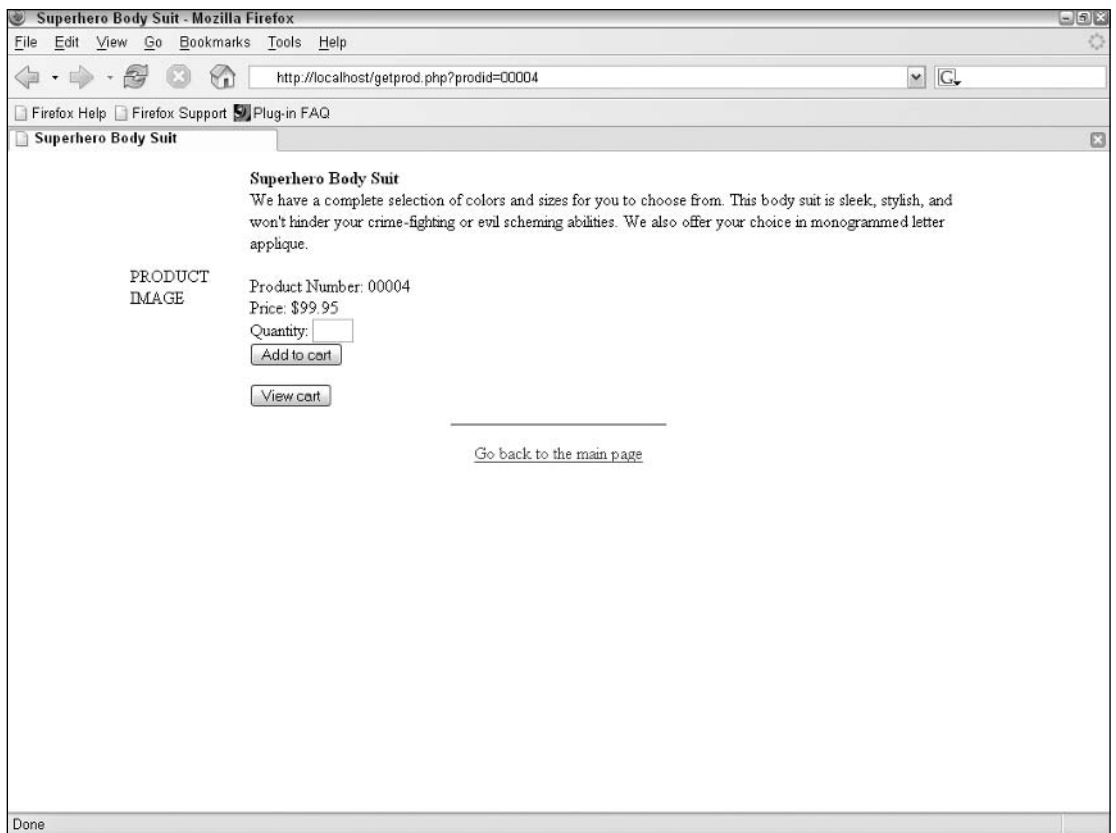 Superhero Body Suit - Mozilla Firefox
File Edit View Go Bookmarks Tools Help
http://localhost/getprod.php?prodid=00004
G
Firefox Help Firefox Support Plug-in FAQ
Superhero Body Suit
Superhero Body Suit
We have a complete selection of colors and sizes for you to choose from. This body suit is sleek, stylish, and
won't hinder your crime-fighting or evil scheming abilities. We also offer your choice in monogrammed letter
applique.
PRODUCT
IMAGE
Product Number: 00004
Price: $99.95
Quantity:
Add to cart
View cart
Go back to the main page
Done